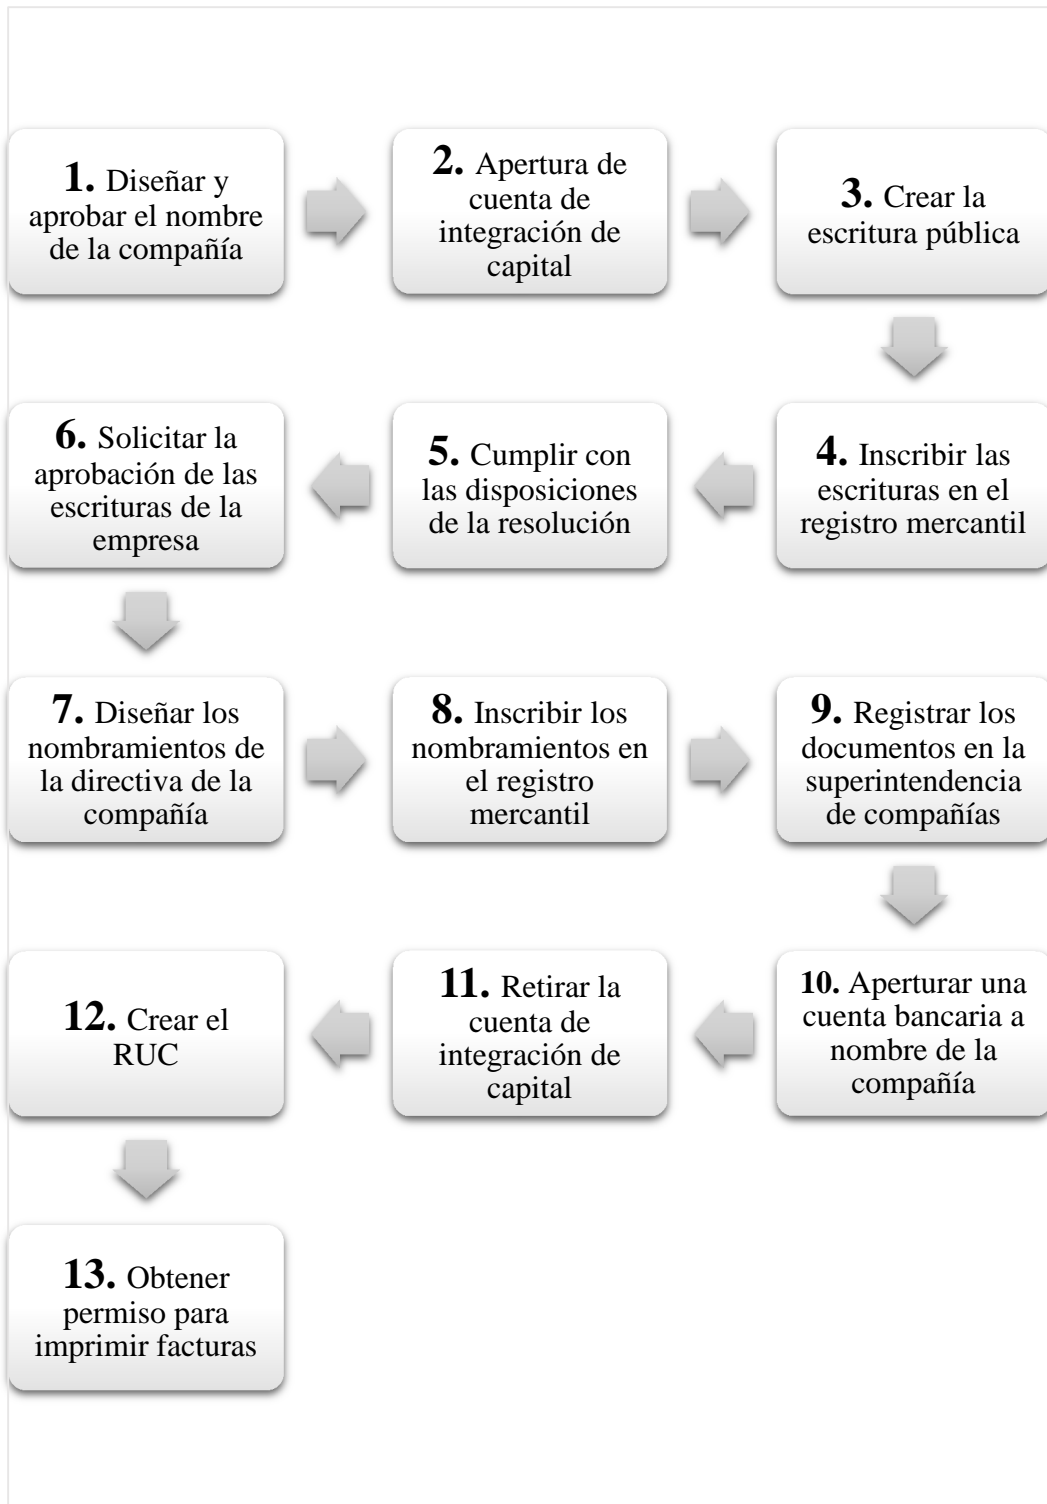 1. Diseñar y
aprobar el nombre
de la compañía
2. Apertura de
cuenta de
integración de
capital
3. Crear la
escritura pública
4. Inscribir las
escrituras en el
registro mercantil
5. Cumplir con
las disposiciones
de la resolución
6. Solicitar la
aprobación de las
escrituras de la
empresa
7. Diseñar los
nombramientos de
la directiva de la
compañía
8. Inscribir los
nombramientos en
el registro
mercantil
9. Registrar los
documentos en la
superintendencia
de compañías
10. Aperturar una
cuenta bancaria a
nombre de la
compañía
11. Retirar la
cuenta de
integración de
capital
12. Crear el
RUC
13. Obtener
permiso para
imprimir facturas